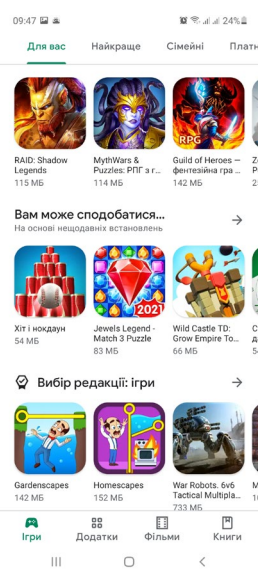 09:47
24%
Для вас
Найкраще
Сімейні
Платн
RPG
RAID: Shadow
Legends
115 МБ
MythWars &
Puzzles: РПГ з г...
114 МБ
Guild of Heroes —
фентезійна гра ...
142 МБ
Вам може сподобатися...
На основі нещодавніх встановлень
2021
Хіт і нокдаун
54 МБ
Jewels Legend -
Match 3 Puzzle
83 МБ
Wild Castle TD:
Grow Empire To...
66 МБ
Вибір редакції: ігри
Gardenscapes
142 МБ
Homescapes
152 МБ
War Robots. 6v6
Tactical Multipla...
733 МБ
Ігри
Додатки
Фільми
Книги